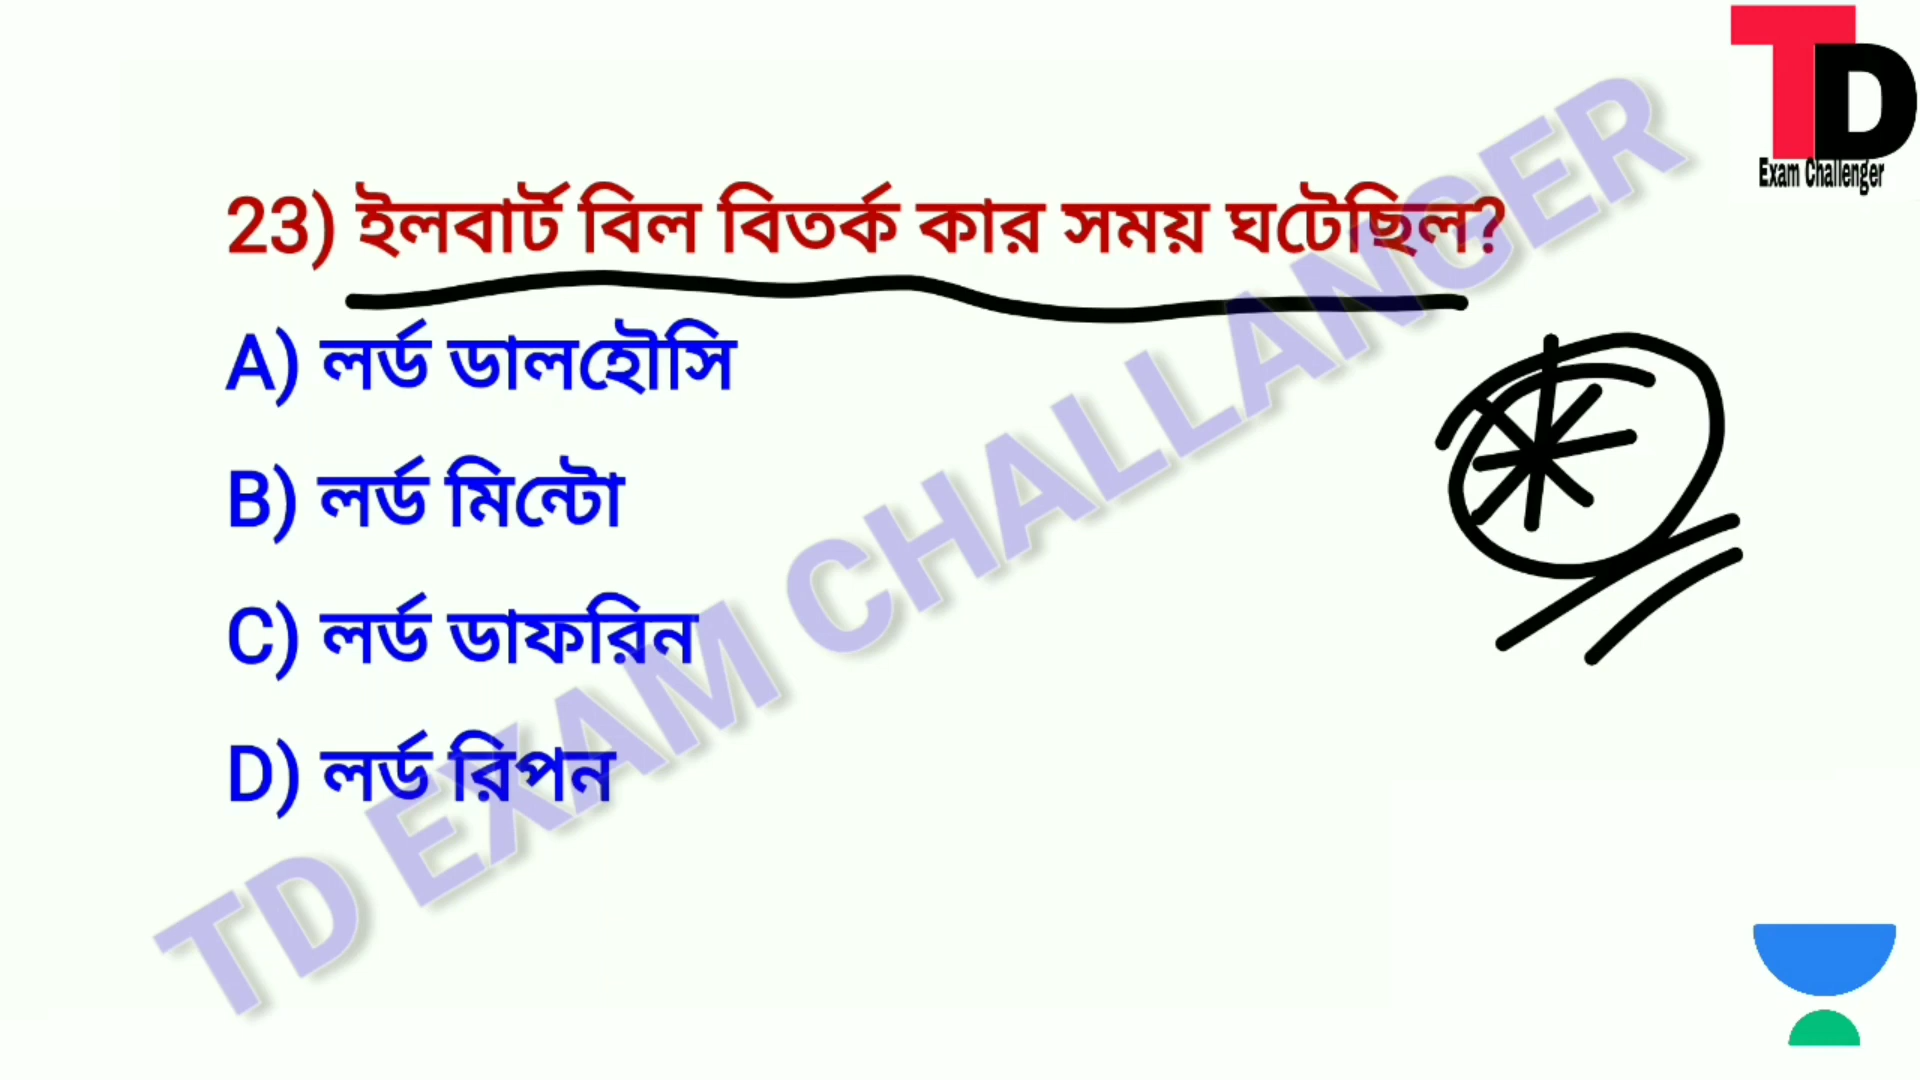 TD
Exam Challenger
23) ইলবার্ট বিল বিতর্ক কার সময় ঘটেছিল?
A) লর্ড ডালহৌসি
B) লর্ড মিন্টো
C) লর্ড ডাফরিন
D) লর্ড রিপন
TD EXAM CHALLANGER